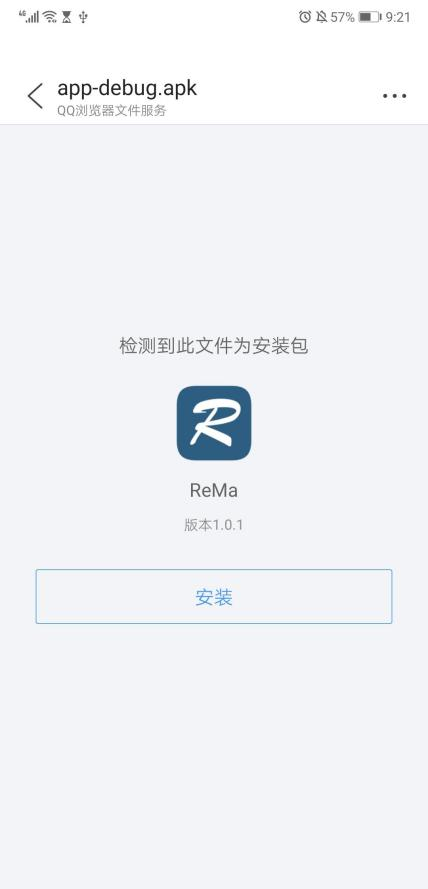 4G 57% 9:21
app-debug.apk
QQ浏览器文件服务
检测到此文件为安装包
R
ReMa
版本1.0.1
安装